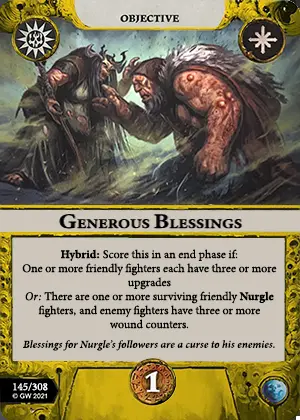 OBJECTIVE
GENEROUS BLESSINGS
Hybrid: Score this in an end phase if:
One or more friendly fighters each have three or more
upgrades
Or: There are one or more surviving friendly Nurgle
fighters, and enemy fighters have three or more
wound counters.
Blessings for Nurgle's followers are a curse to his enemies.
145/308
© GW 2021
1